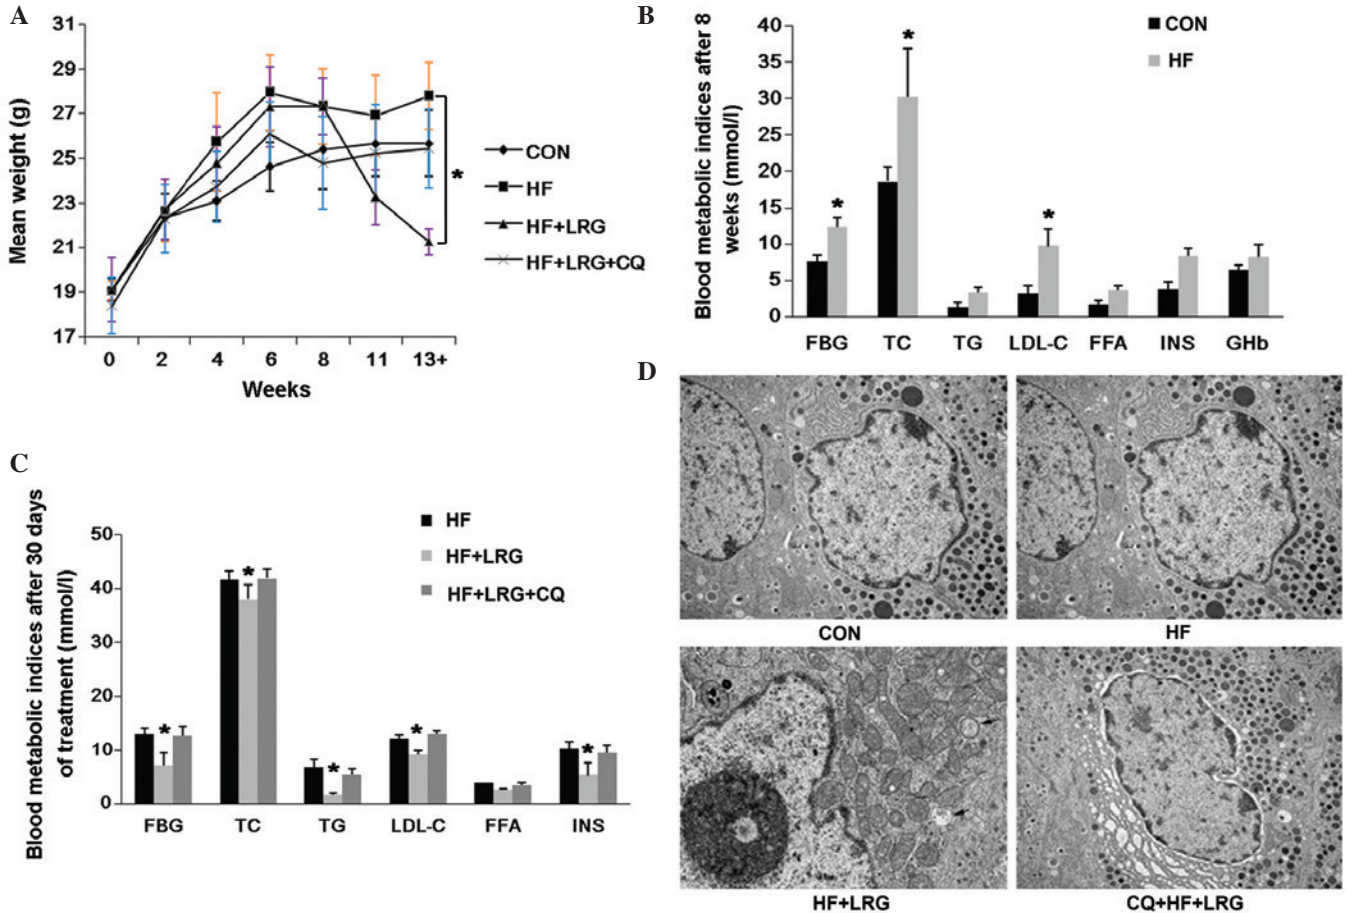 A
Mean weight (g)
31
29
27
25
23
21
19
17
0 2 4 6 8 11 13+
Weeks
*
CON
HF
HF+LRG
HF+LRG+CQ
B
Blood metabolic indices after 8
weeks (mmol/l)
40
35
30
25
20
15
10
5
0
* * *
CON
HF
FBG TC TG LDL-C FFA INS GHb
C
Blood metabolic indices after 30 days
of treatment (mmol/l)
50
40
30
20
10
0
* * * * *
HF
HF+LRG
HF+LRG+CQ
FBG TC TG LDL-C FFA INS
D
CON HF
HF+LRG CQ+HF+LRG